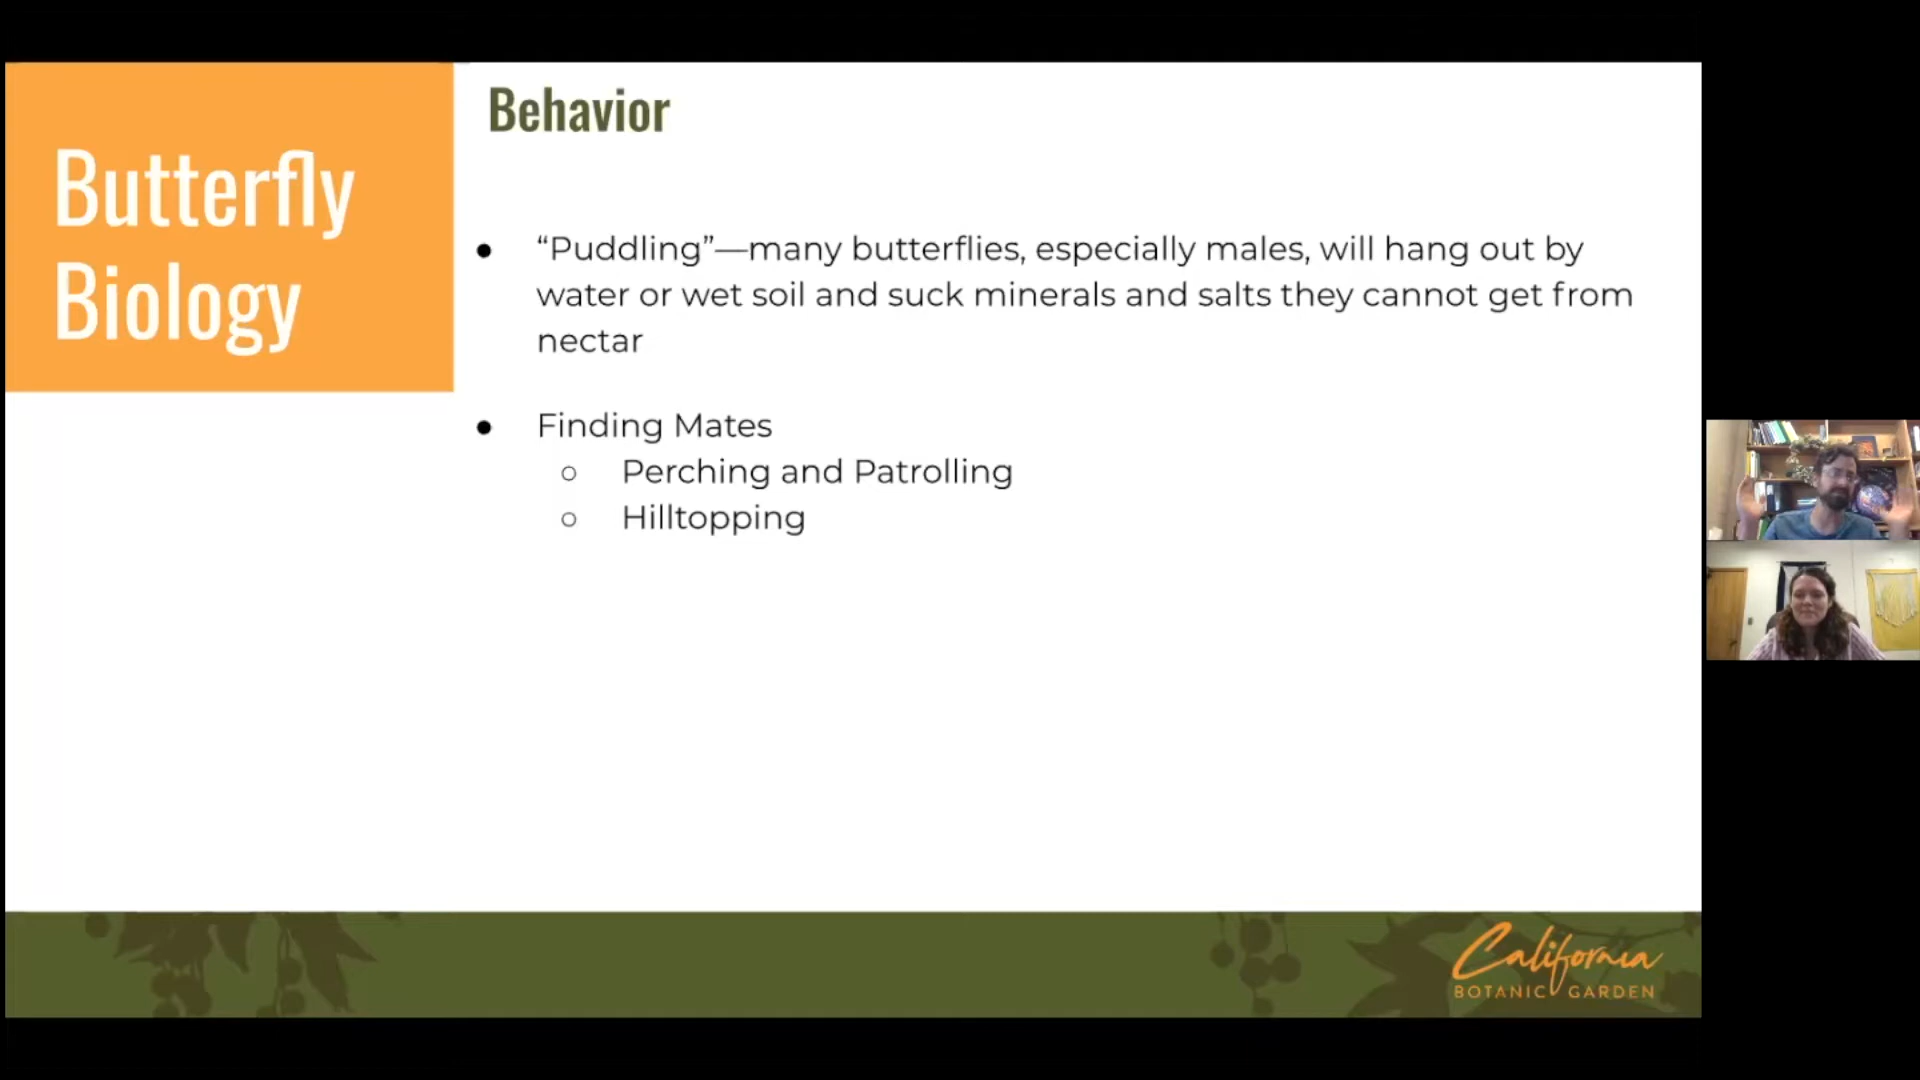 Butterfly
Biology
Behavior
● “Puddling”—many butterflies, especially males, will hang out by
water or wet soil and suck minerals and salts they cannot get from
nectar
● Finding Mates
○ Perching and Patrolling
○ Hilltopping
California
BOTANIC GARDEN